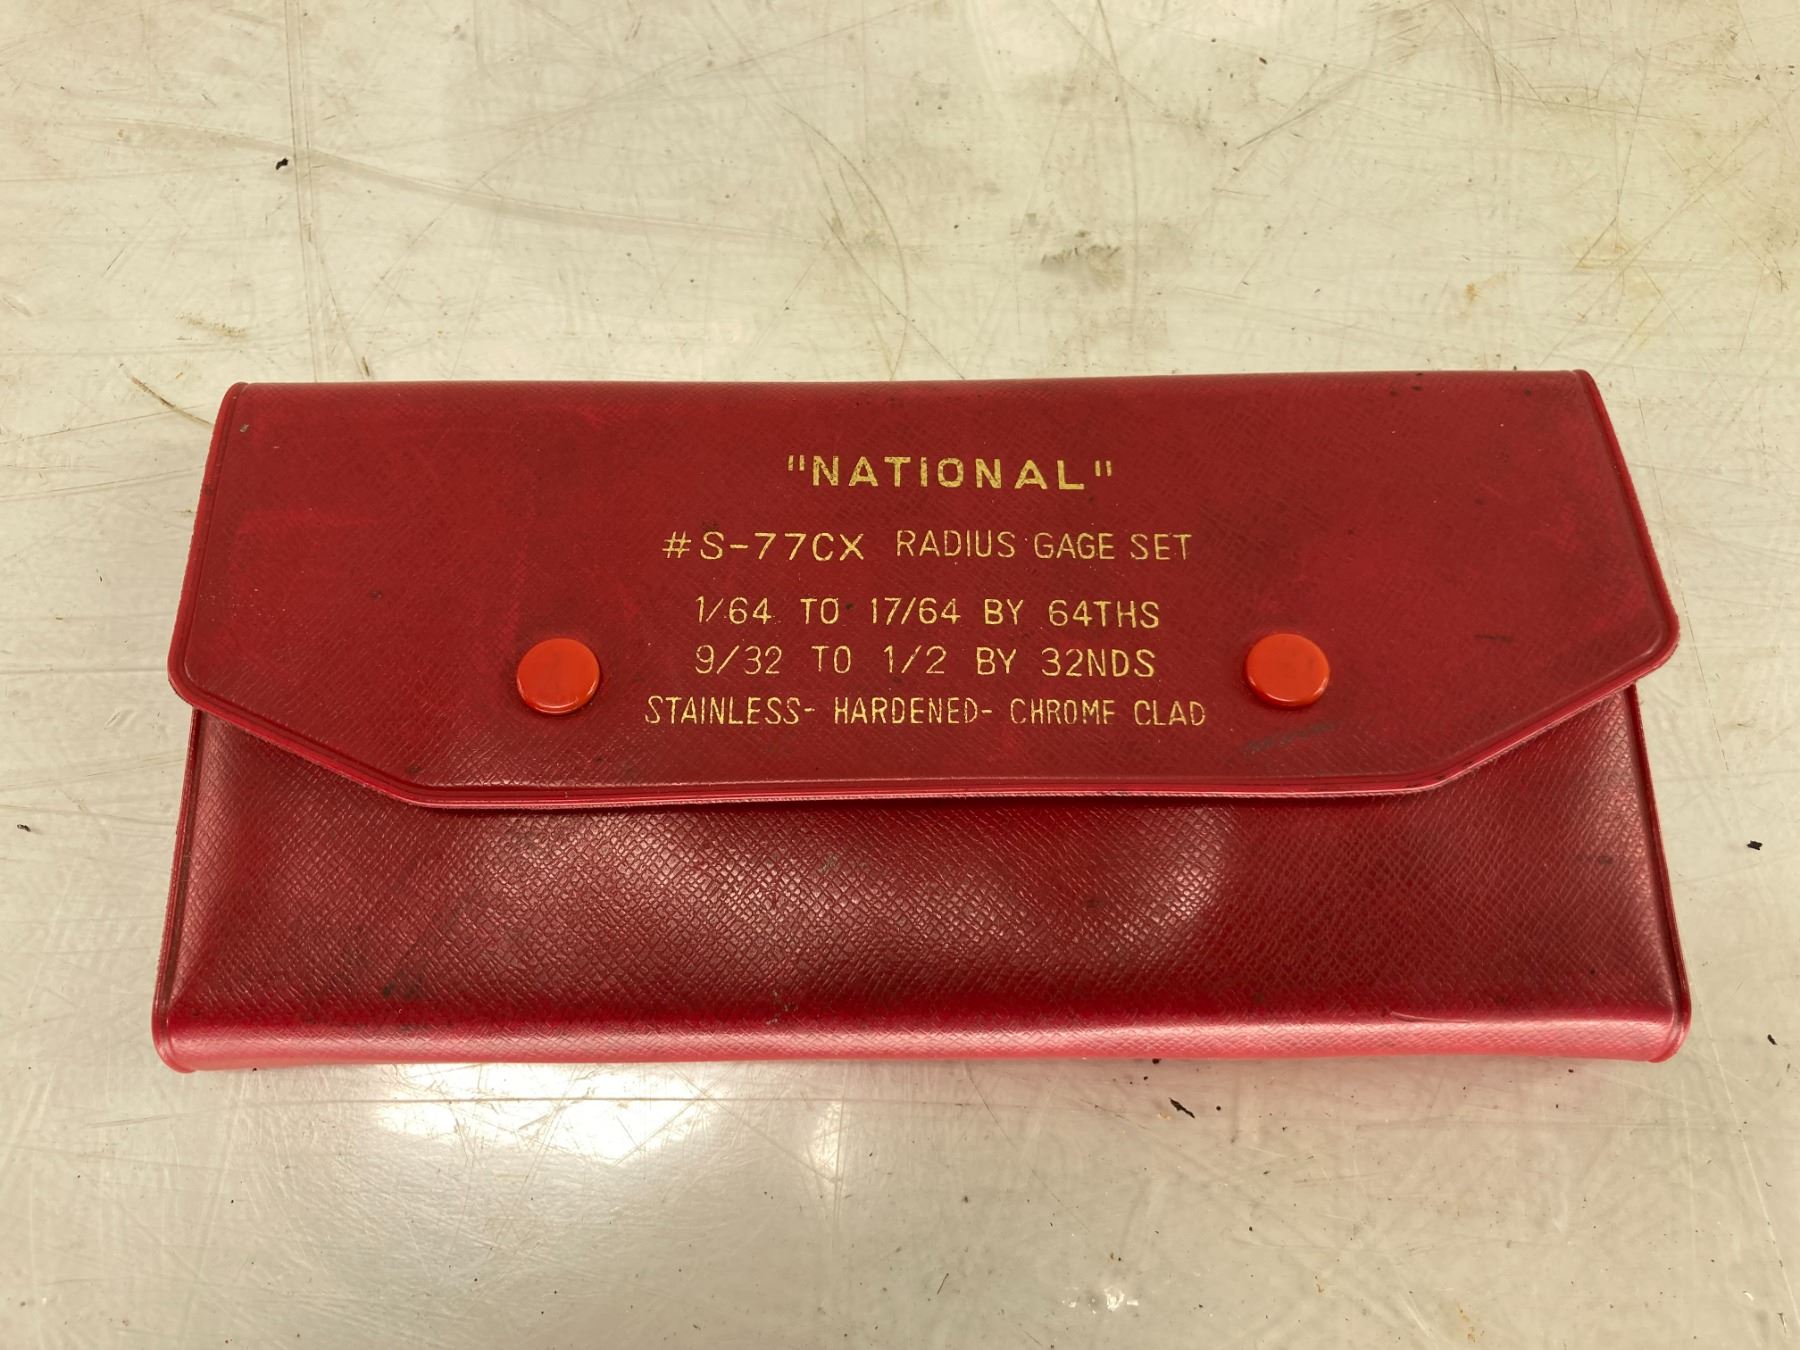 "NATIONAL"
#S-77CX RADIUS GAGE SET
1/64 TO 17/64 BY 64THS
9/32 TO 1/2 BY 32NDS
STAINLESS- HARDENED- CHROME CLAD